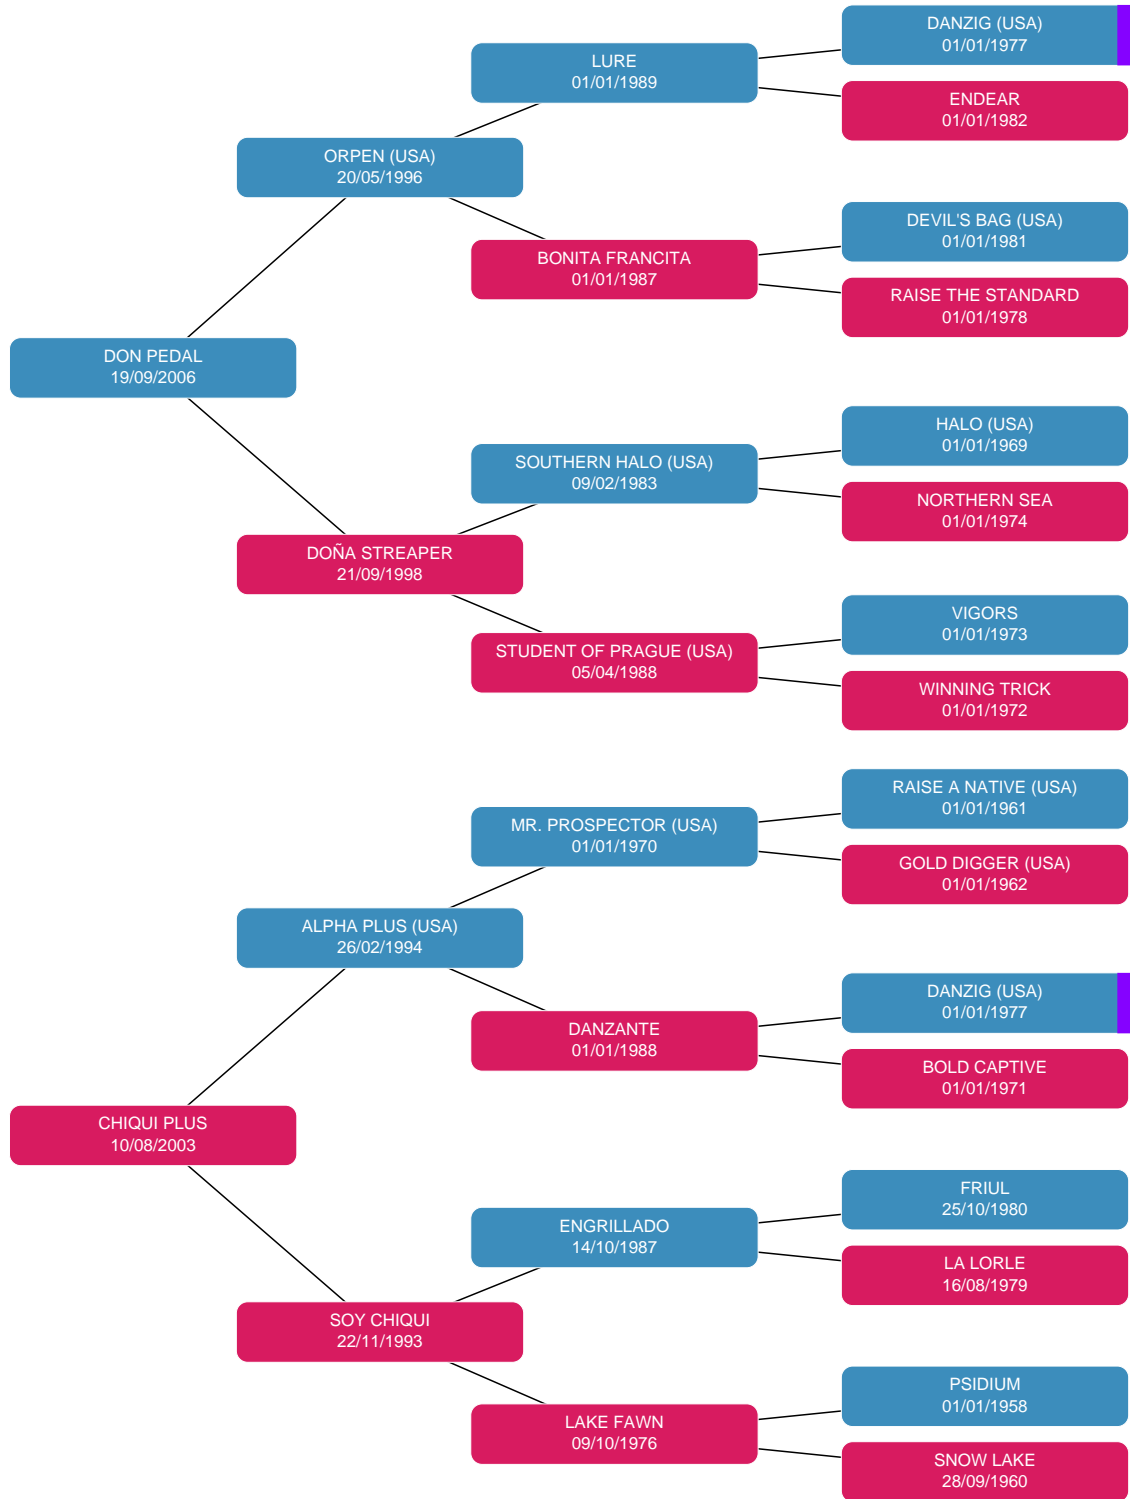 DANZIG (USA)
01/01/1977
LURE
01/01/1989
ENDEAR
01/01/1982
ORPEN (USA)
20/05/1996
DEVIL'S BAG (USA)
01/01/1981
BONITA FRANCITA
01/01/1987
RAISE THE STANDARD
01/01/1978
DON PEDAL
19/09/2006
HALO (USA)
01/01/1969
SOUTHERN HALO (USA)
09/02/1983
NORTHERN SEA
01/01/1974
DOÑA STREAPER
21/09/1998
VIGORS
01/01/1973
STUDENT OF PRAGUE (USA)
05/04/1988
WINNING TRICK
01/01/1972
RAISE A NATIVE (USA)
01/01/1961
MR. PROSPECTOR (USA)
01/01/1970
GOLD DIGGER (USA)
01/01/1962
ALPHA PLUS (USA)
26/02/1994
DANZIG (USA)
01/01/1977
DANZANTE
01/01/1988
BOLD CAPTIVE
01/01/1971
CHIQUI PLUS
10/08/2003
FRIUL
25/10/1980
ENGRILLADO
14/10/1987
LA LORLE
16/08/1979
SOY CHIQUI
22/11/1993
PSIDIUM
01/01/1958
LAKE FAWN
09/10/1976
SNOW LAKE
28/09/1960